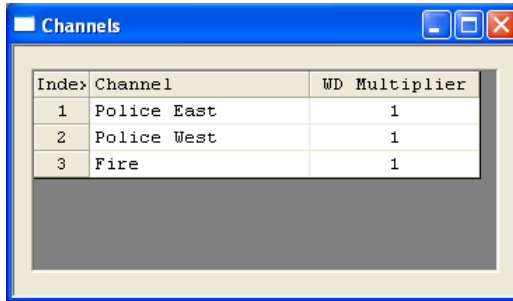 Channels
Index Channel WD Multiplier
1 Police East 1
2 Police West 1
3 Fire 1